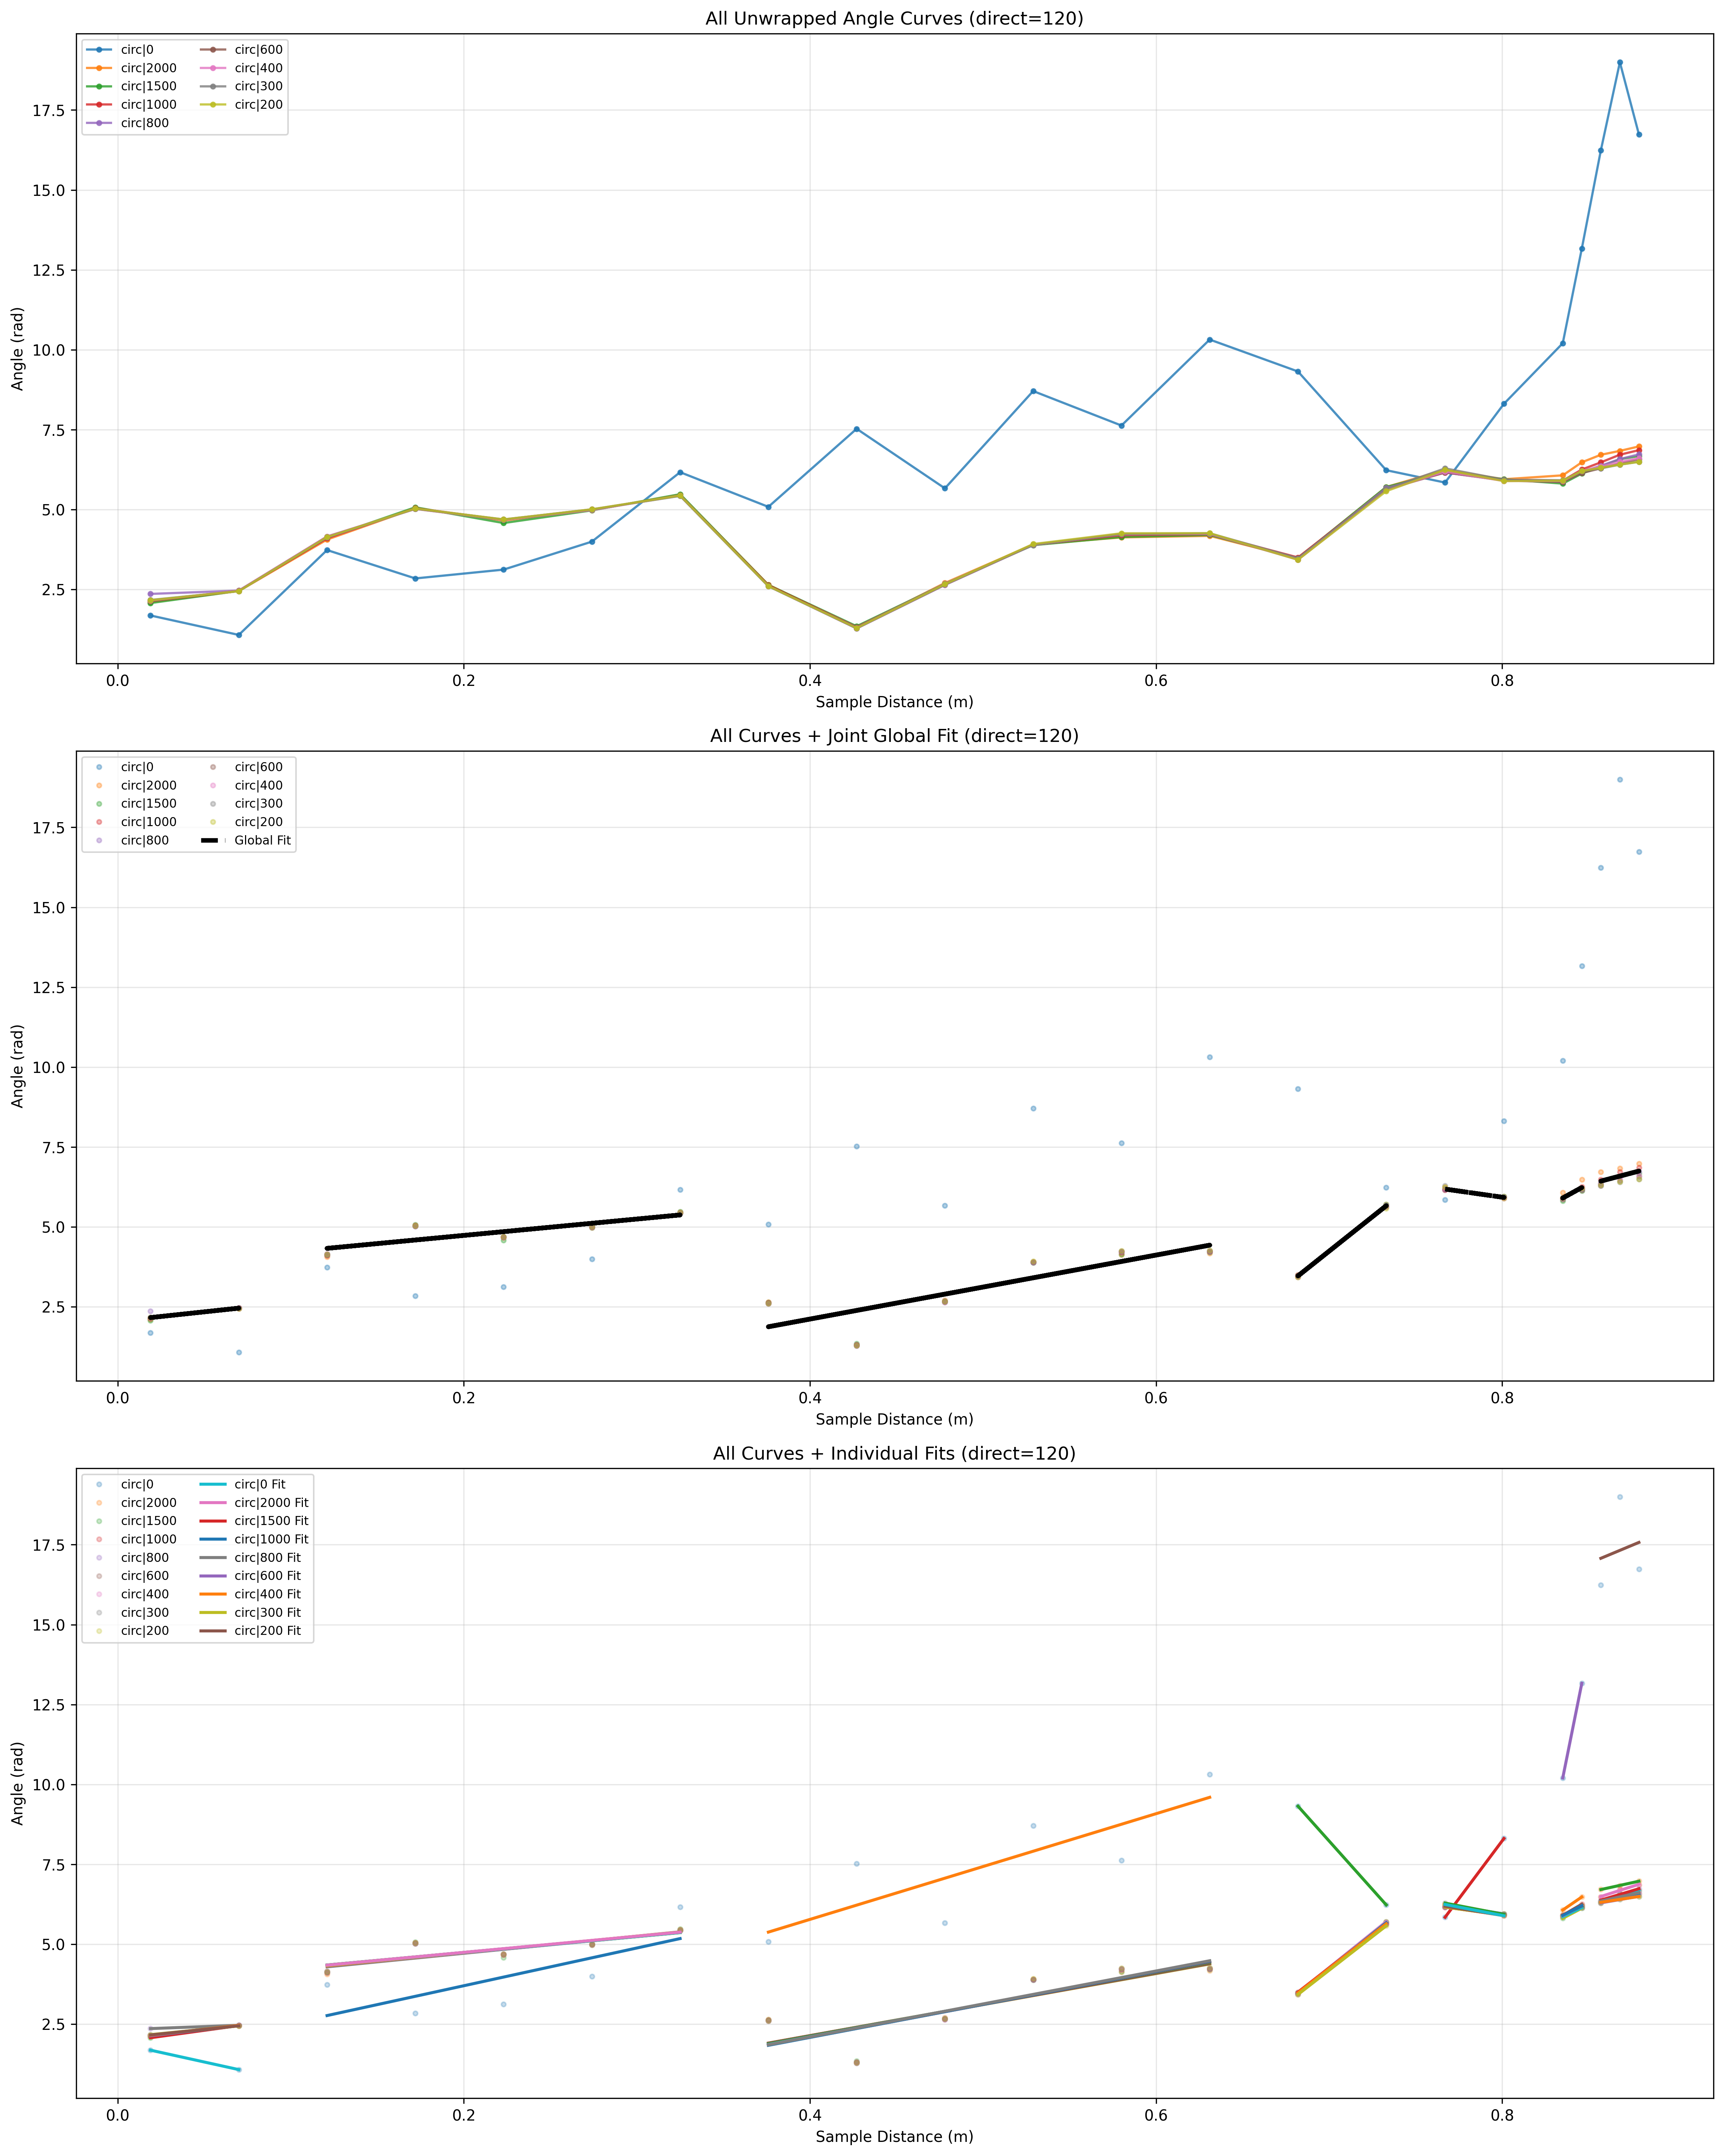 All Unwrapped Angle Curves (direct=120)
circ|0
circ|2000
circ|1500
circ|1000
circ|800
circ|600
circ|400
circ|300
circ|200
Angle (rad)
17.5
15.0
12.5
10.0
7.5
5.0
2.5
0.0 0.2 0.4 0.6 0.8
Sample Distance (m)
All Curves + Joint Global Fit (direct=120)
circ|0
circ|2000
circ|1500
circ|1000
circ|800
circ|600
circ|400
circ|300
circ|200
Global Fit
Angle (rad)
17.5
15.0
12.5
10.0
7.5
5.0
2.5
0.0 0.2 0.4 0.6 0.8
Sample Distance (m)
All Curves + Individual Fits (direct=120)
circ|0
circ|2000
circ|1500
circ|1000
circ|800
circ|600
circ|400
circ|300
circ|200
circ|0 Fit
circ|2000 Fit
circ|1500 Fit
circ|1000 Fit
circ|800 Fit
circ|600 Fit
circ|400 Fit
circ|300 Fit
circ|200 Fit
Angle (rad)
17.5
15.0
12.5
10.0
7.5
5.0
2.5
0.0 0.2 0.4 0.6 0.8
Sample Distance (m)